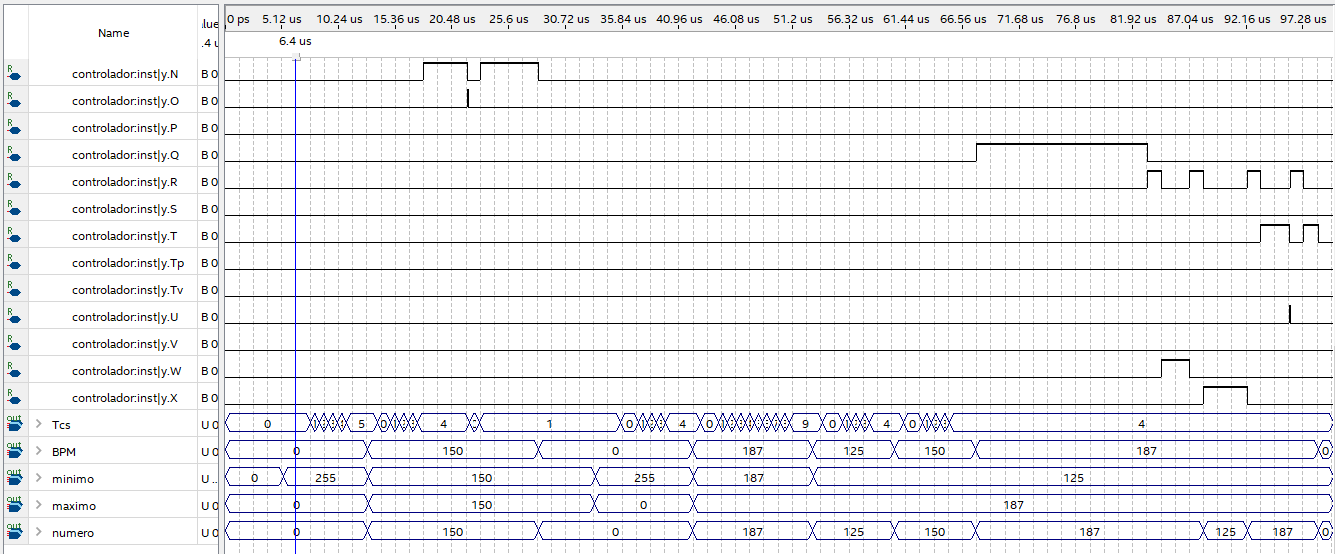 Name
0 ps 5.12 us 10.24 us 15.36 us 20.48 us 25.6 us 30.72 us 35.84 us 40.96 us 46.08 us 51.2 us 56.32 us 61.44 us 66.56 us 71.68 us 76.8 us 81.92 us 87.04 us 92.16 us 97.28 us
6.4 us
controlador:inst|y.N B 0
controlador:inst|y.O B 0
controlador:inst|y.P B 0
controlador:inst|y.Q B 0
controlador:inst|y.R B 0
controlador:inst|y.S B 0
controlador:inst|y.T B 0
controlador:inst|y.Tp B 0
controlador:inst|y.Tv B 0
controlador:inst|y.U B 0
controlador:inst|y.V B 0
controlador:inst|y.W B 0
controlador:inst|y.X B 0
Tcs U 0 0 5 0 4 1 0 4 0 9 0 4 0 4
BPM U 0 0 150 0 187 125 150 187 0
minimo U .. 0 255 150 255 187 125
maximo U 0 0 150 0 187
numero U 0 0 150 0 187 125 150 187 125 187 0